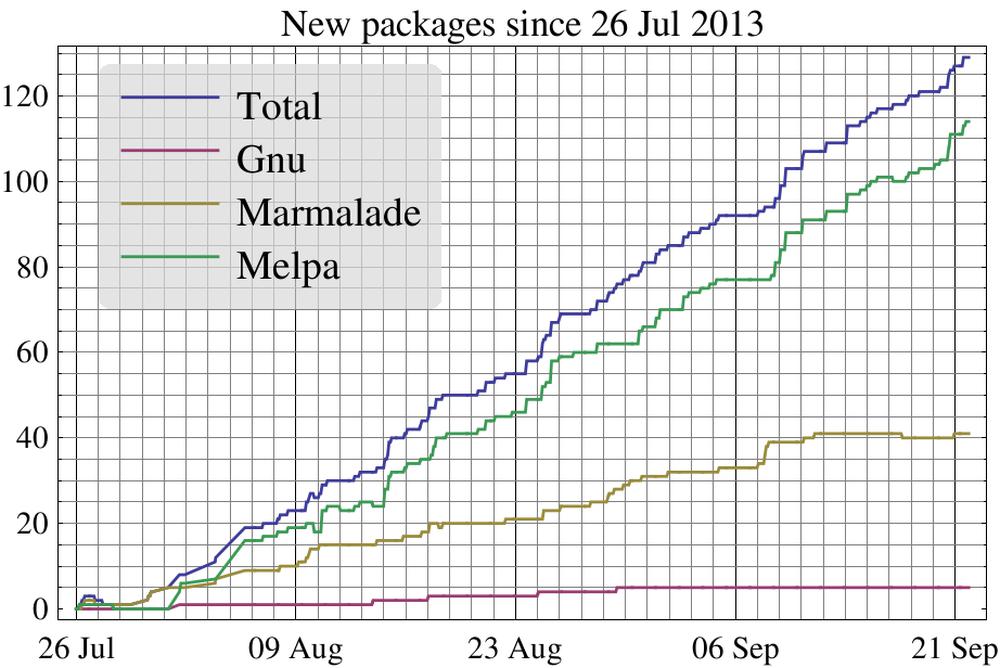 New packages since 26 Jul 2013
Total
Gnu
Marmalade
Melpa
120
100
80
60
40
20
0
26 Jul 09 Aug 23 Aug 06 Sep 21 Sep